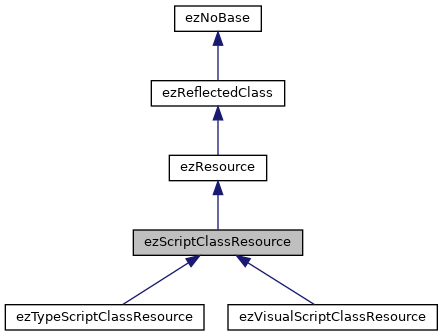 ezNoBase
ezReflectedClass
ezResource
ezScriptClassResource
ezTypeScriptClassResource
ezVisualScriptClassResource